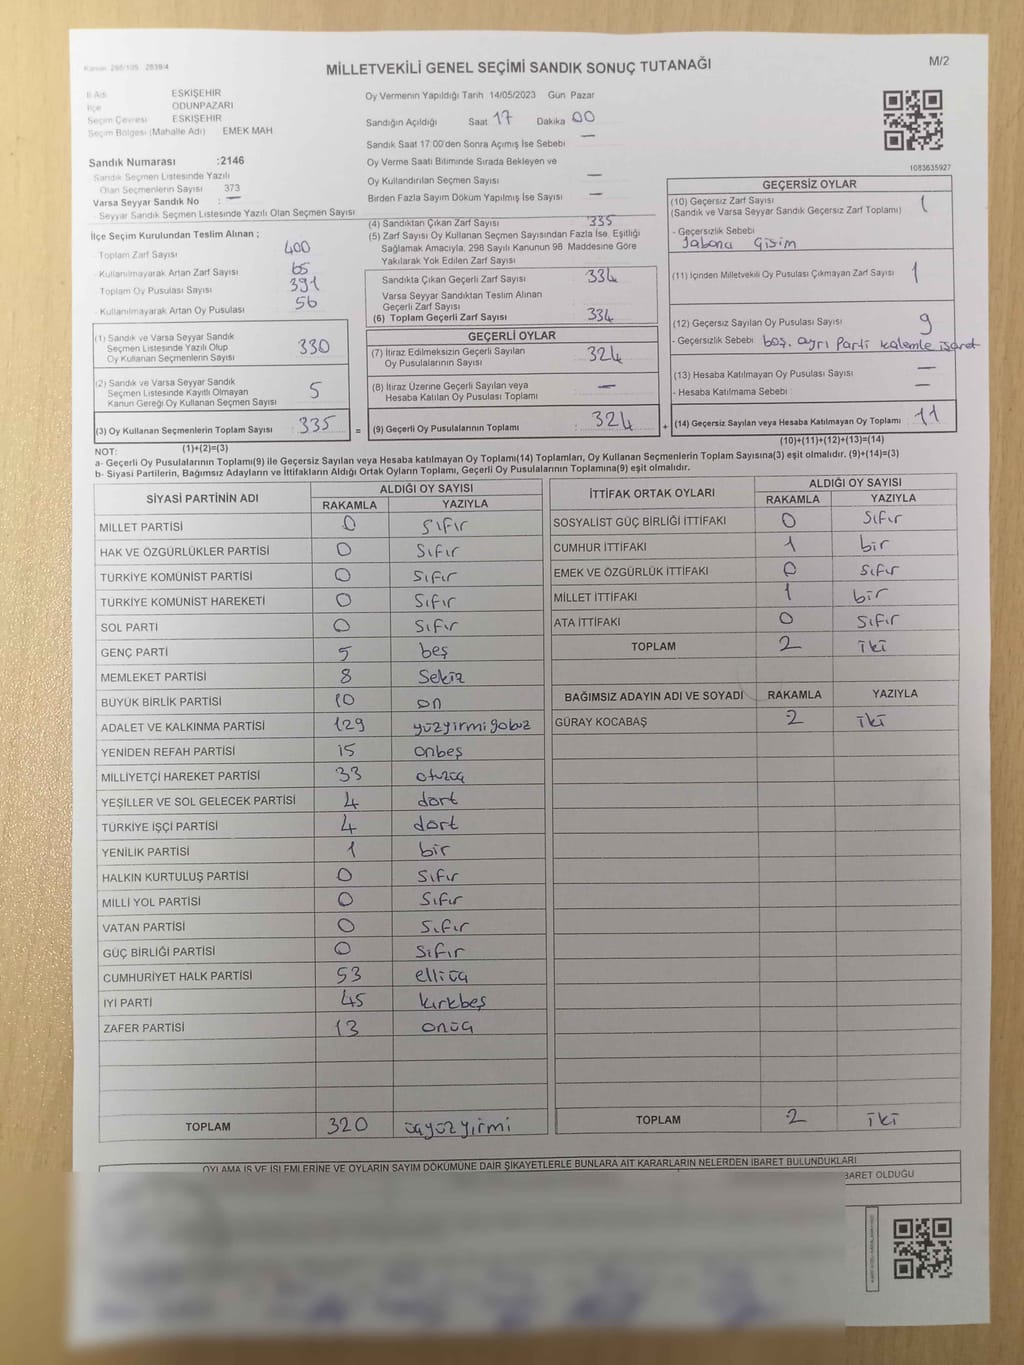 Kanun 298/105 2839/4
MİLLETVEKİLİ GENEL SEÇİMİ SANDIK SONUÇ TUTANAĞI
M/2
İl Adı ESKİŞEHİR
İlçe ODUNPAZARI
Seçim Çevresi ESKİŞEHİR
Seçim Bölgesi (Mahalle Adı) EMEK MAH
Sandık Numarası :2146
Sandık Seçmen Listesinde Yazılı
Olan Seçmenlerin Sayısı 373
Varsa Seyyar Sandık No : —
- Seyyar Sandık Seçmen Listesinde Yazılı Olan Seçmen Sayısı
İlçe Seçim Kurulundan Teslim Alınan ;
- Toplam Zarf Sayısı 400
- Kullanılmayarak Artan Zarf Sayısı 65
Toplam Oy Pusulası Sayısı 391
- Kullanılmayarak Artan Oy Pusulası 56
Oy Vermenin Yapıldığı Tarih 14/05/2023 Gün Pazar
Sandığın Açıldığı Saat 17 Dakika 00
Sandık Saat 17:00'den Sonra Açımış İse Sebebi —
Oy Verme Saati Bitiminde Sırada Bekleyen ve
Oy Kullandırılan Seçmen Sayısı —
Birden Fazla Sayım Dökum Yapılmış İse Sayısı —
(4) Sandıktan Çıkan Zarf Sayısı 335
(5) Zarf Sayısı Oy Kullanan Seçmen Sayısından Fazla İse, Eşitliği
Sağlamak Amacıyla, 298 Sayılı Kanunun 98 Maddesine Göre
Yakılarak Yok Edilen Zarf Sayısı
Sandıkta Çıkan Geçerli Zarf Sayısı 334
Varsa Seyyar Sandıktan Teslim Alınan
Geçerli Zarf Sayısı
(6) Toplam Geçerli Zarf Sayısı 334
1083635927
GEÇERSİZ OYLAR
(10) Geçersiz Zarf Sayısı 1
(Sandık ve Varsa Seyyar Sandık Geçersiz Zarf Toplamı)
- Geçersizlik Sebebi
Yabancı Cisim
(11) İçinden Milletvekili Oy Pusulası Çıkmayan Zarf Sayısı 1
(12) Geçersız Sayılan Oy Pusulası Sayısı 9
- Geçersizlik Sebebi boş, ayrı Parti kalemle işaret
(13) Hesaba Katılmayan Oy Pusulası Sayısı —
- Hesaba Katılmama Sebebi —
(14) Geçersiz Sayılan veya Hesaba Katılmayan Oy Toplamı 11
(10)+(11)+(12)+(13)=(14)
(1) Sandık ve Varsa Seyyar Sandık
Seçmen Listesinde Yazılı Olup
Oy Kullanan Seçmenlerin Sayısı 330
(2) Sandık ve Varsa Seyyar Sandık
Seçmen Listesinde Kayıtlı Olmayan
Kanun Gereği Oy Kullanan Seçmen Sayısı 5
(3) Oy Kullanan Seçmenlerin Toplam Sayısı 335 =
(1)+(2)=(3)
GEÇERLİ OYLAR
(7) İtiraz Edilmeksizin Geçerli Sayılan
Oy Pusulalarının Sayısı 324
(8) İtiraz Üzerine Geçerli Sayılan veya
Hesaba Katılan Oy Pusulası Toplamı —
(9) Geçerli Oy Pusulalarının Toplamı : 324 +
NOT:
a- Geçerli Oy Pusulalarının Toplamı(9) ile Geçersiz Sayılan veya Hesaba katılmayan Oy Toplamı(14) Toplamları, Oy Kullanan Seçmenlerin Toplam Sayısına(3) eşit olmalıdır. (9)+(14)=(3)
b- Siyasi Partilerin, Bağımsız Adayların ve İttifakların Aldığı Ortak Oyların Toplamı, Geçerli Oy Pusulalarının Toplamına(9) eşit olmalıdır.
SİYASİ PARTİNİN ADI ALDIĞI OY SAYISI
RAKAMLA YAZIYLA
MİLLET PARTİSİ 0 sıfır
HAK VE ÖZGÜRLÜKLER PARTİSİ 0 sıfır
TÜRKİYE KOMÜNİST PARTİSİ 0 sıfır
TÜRKİYE KOMÜNİST HAREKETİ 0 sıfır
SOL PARTİ 0 sıfır
GENÇ PARTİ 5 beş
MEMLEKET PARTİSİ 8 sekiz
BÜYÜK BİRLİK PARTİSİ 10 on
ADALET VE KALKINMA PARTİSİ 129 yüzyirmidokuz
YENİDEN REFAH PARTİSİ 15 onbeş
MİLLİYETÇİ HAREKET PARTİSİ 33 otuzüç
YEŞİLLER VE SOL GELECEK PARTİSİ 4 dört
TÜRKİYE İŞÇİ PARTİSİ 4 dört
YENİLİK PARTİSİ 1 bir
HALKIN KURTULUŞ PARTİSİ 0 sıfır
MİLLİ YOL PARTİSİ 0 sıfır
VATAN PARTİSİ 0 sıfır
GÜÇ BİRLİĞİ PARTİSİ 0 sıfır
CUMHURİYET HALK PARTİSİ 53 elliüç
İYİ PARTİ 45 kırkbeş
ZAFER PARTİSİ 13 onüç
TOPLAM 320 üçyüzyirmi
İTTİFAK ORTAK OYLARI ALDIĞI OY SAYISI
RAKAMLA YAZIYLA
SOSYALİST GÜÇ BİRLİĞİ İTTİFAKI 0 sıfır
CUMHUR İTTİFAKI 1 bir
EMEK VE ÖZGÜRLÜK İTTİFAKI 0 sıfır
MİLLET İTTİFAKI 1 bir
ATA İTTİFAKI 0 sıfır
TOPLAM 2 iki
BAĞIMSIZ ADAYIN ADI VE SOYADI RAKAMLA YAZIYLA
GÜRAY KOCABAŞ 2 iki
TOPLAM 2 iki
OYLAMA İŞ VE İŞLEMLERİNE VE OYLARIN SAYIM DÖKÜMÜNE DAİR ŞİKAYETLERLE BUNLARA AİT KARARLARIN NELERDEN İBARET BULUNDUKLARI
BARET OLDUĞU